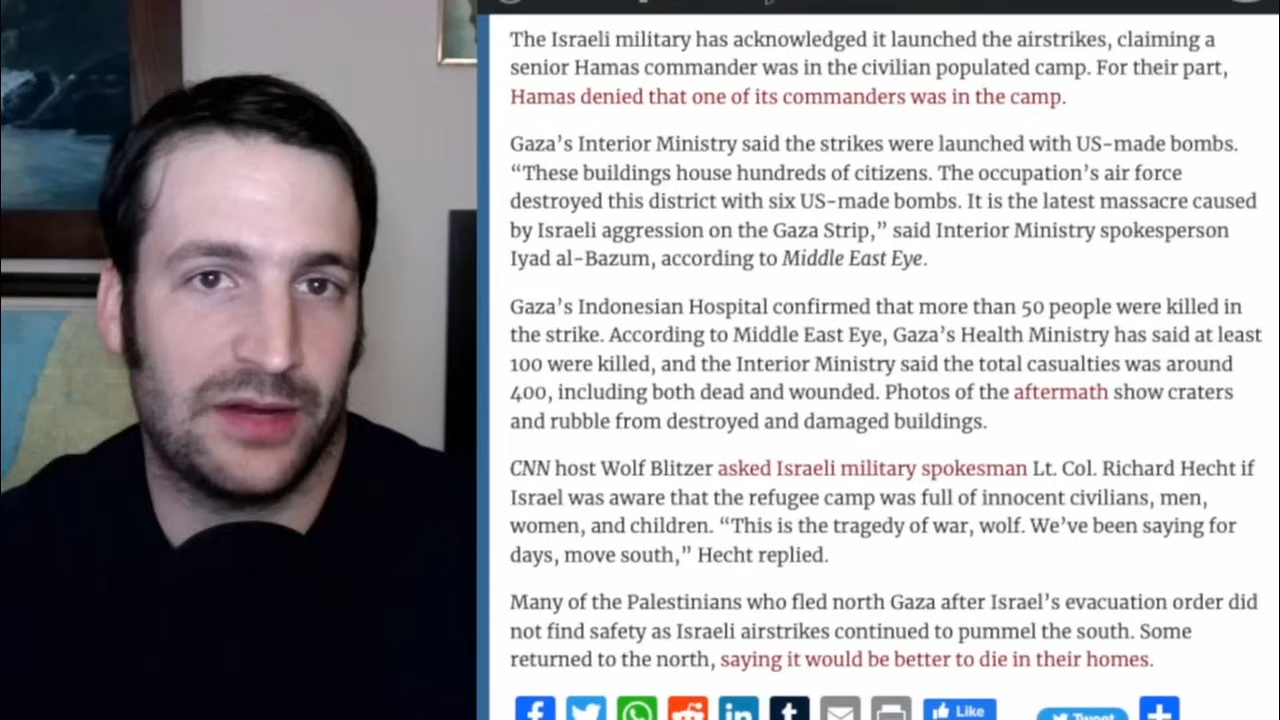 The Israeli military has acknowledged it launched the airstrikes, claiming a
senior Hamas commander was in the civilian populated camp. For their part,
Hamas denied that one of its commanders was in the camp.
Gaza’s Interior Ministry said the strikes were launched with US-made bombs.
“These buildings house hundreds of citizens. The occupation’s air force
destroyed this district with six US-made bombs. It is the latest massacre caused
by Israeli aggression on the Gaza Strip,” said Interior Ministry spokesperson
Iyad al-Bazum, according to Middle East Eye.
Gaza’s Indonesian Hospital confirmed that more than 50 people were killed in
the strike. According to Middle East Eye, Gaza’s Health Ministry has said at least
100 were killed, and the Interior Ministry said the total casualties was around
400, including both dead and wounded. Photos of the aftermath show craters
and rubble from destroyed and damaged buildings.
CNN host Wolf Blitzer asked Israeli military spokesman Lt. Col. Richard Hecht if
Israel was aware that the refugee camp was full of innocent civilians, men,
women, and children. “This is the tragedy of war, wolf. We’ve been saying for
days, move south,” Hecht replied.
Many of the Palestinians who fled north Gaza after Israel’s evacuation order did
not find safety as Israeli airstrikes continued to pummel the south. Some
returned to the north, saying it would be better to die in their homes.
Like
Tweet